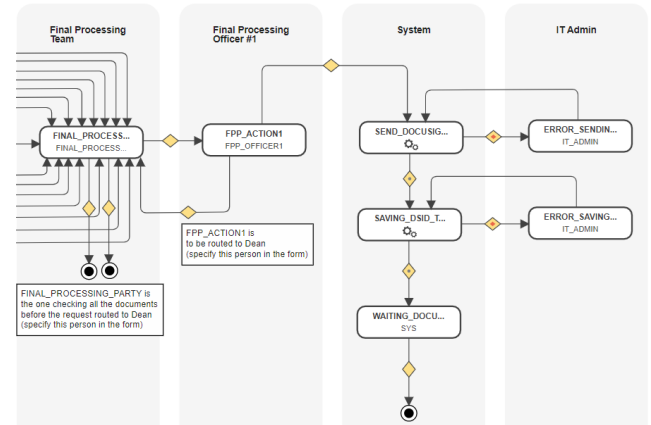 Final Processing
Team
Final Processing
Officer #1
System
IT Admin
FINAL_PROCESS...
FINAL_PROCESS...
FPP_ACTION1
FPP_OFFICER1
SEND_DOCUSIG...
ERROR_SENDIN...
IT_ADMIN
SAVING_DSID_T...
ERROR_SAVING...
IT_ADMIN
FPP_ACTION1 is
to be routed to Dean
(specify this person in the form)
FINAL_PROCESSING_PARTY is
the one checking all the documents
before the request routed to Dean
(specify this person in the form)
WAITING_DOCU...
SYS